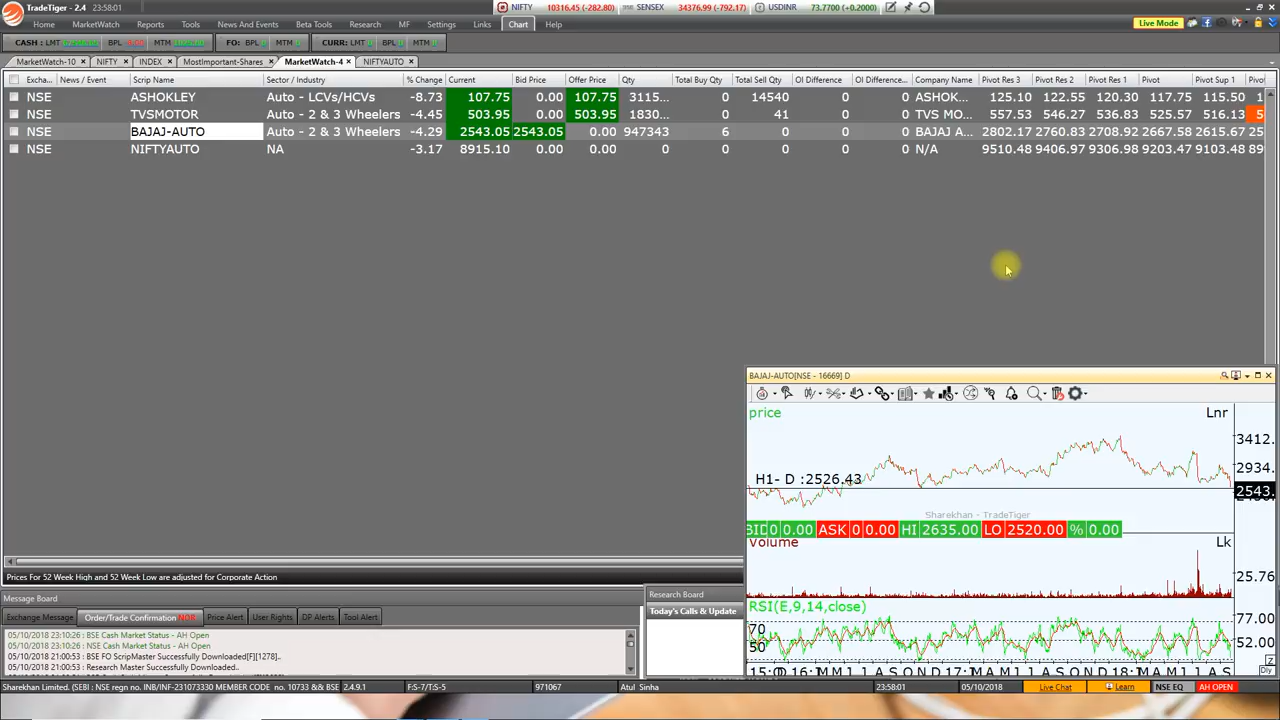 TradeTiger - 2.4 23:58:01 NIFTY 10316.45 (-282.80) SENSEX 34376.99 (-792.17) USDINR 73.7700 (+0.2000)
Home MarketWatch Reports Tools News And Events Beta Tools Research MF Settings Links Chart Help Live Mode
CASH : LMT BPL MTM FO: BPL MTM CURR: LMT BPL MTM
MarketWatch-10 × NIFTY × INDEX × MostImportant-Shares × MarketWatch-4 × NIFTYAUTO ×
Excha... News / Event Scrip Name Sector / Industry % Change Current Bid Price Offer Price Qty Total Buy Qty Total Sell Qty OI Difference OI Difference... Company Name Pivot Res 3 Pivot Res 2 Pivot Res 1 Pivot Pivot Sup 1 Pivo
NSE ASHOKLEY Auto - LCVs/HCVs -8.73 107.75 0.00 107.75 3115... 0 14540 0 0 ASHOK... 125.10 122.55 120.30 117.75 115.50 1
NSE TVSMOTOR Auto - 2 & 3 Wheelers -4.45 503.95 0.00 503.95 1830... 0 41 0 0 TVS MO... 557.53 546.27 536.83 525.57 516.13 5
NSE BAJAJ-AUTO Auto - 2 & 3 Wheelers -4.29 2543.05 2543.05 0.00 947343 6 0 0 0 BAJAJ A... 2802.17 2760.83 2708.92 2667.58 2615.67 25
NSE NIFTYAUTO NA -3.17 8915.10 0.00 0.00 0 0 0 0 0 N/A 9510.48 9406.97 9306.98 9203.47 9103.48 89
BAJAJ-AUTO[NSE - 16669] D
price Lnr
3412.
2934.
H1- D :2526.43
2543.
Sharekhan - TradeTiger
BID 0 0.00 ASK 0 0.00 HI 2635.00 LO 2520.00 % 0.00
Volume Lk
25.76
RSI(E,9,14,close)
70 77.00
50 52.00
Prices For 52 Week High and 52 Week Low are adjusted for Corporate Action
Message Board
Exchange Message Order/Trade Confirmation NOR. Price Alert User Rights DP Alerts Tool Alert
05/10/2018 23:10:26 : BSE Cash Market Status - AH Open
05/10/2018 23:10:26 : NSE Cash Market Status - AH Open
05/10/2018 21:00:53 : BSE FO ScripMaster Successfully Downloaded[F][1278]..
05/10/2018 21:00:53 : Research Master Successfully Downloaded..
Research Board
Today's Calls & Update
Dly
Sharekhan Limited. (SEBI : NSE regn no. INB/INF-231073330 MEMBER CODE no. 10733 && BSE 2.4.9.1 F:S-7/T:S-5 971067 Atul Sinha 23:58:01 05/10/2018 Live Chat Learn NSE EQ AH OPEN